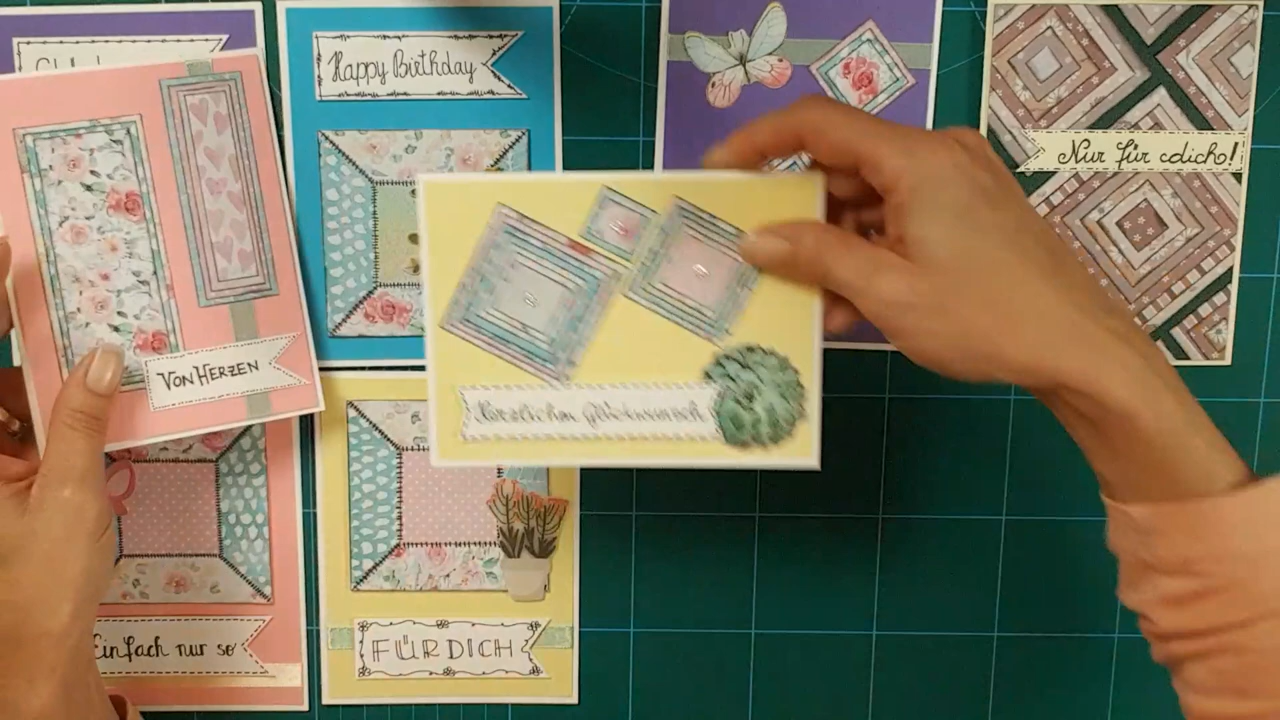 Happy Birthday
Nur für dich!
VON HERZEN
Herzlichen Glückwunsch
Einfach nur so
FÜR DICH